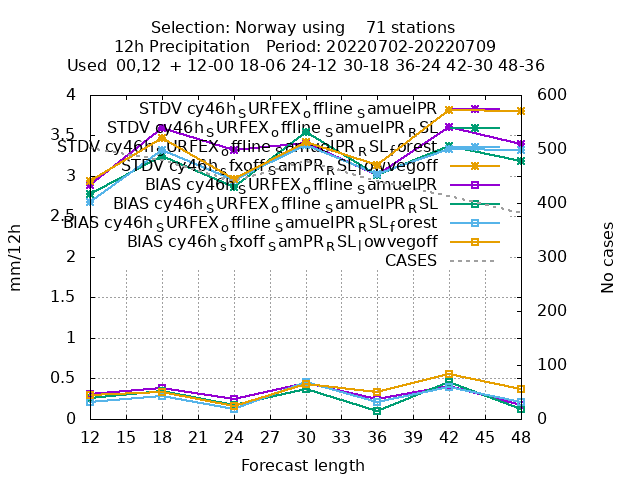 Selection: Norway using    71 stations
12h Precipitation   Period: 20220702-20220709
Used  00,12  + 12-00 18-06 24-12 30-18 36-24 42-30 48-36
4 600
STDV cy46h_SURFEX_offline_samuelPR
STDV cy46h_SURFEX_offline_samuelPR_RSL
3.5 500
STDV cy46h_SURFEX_offline_samuelPR_RSL_forest
STDV cy46h_sfxoff_samPR_RSL_lowvegoff
3
BIAS cy46h_SURFEX_offline_samuelPR
BIAS cy46h_SURFEX_offline_samuelPR_RSL
400
2.5
BIAS cy46h_SURFEX_offline_samuelPR_RSL_forest
BIAS cy46h_sfxoff_samPR_RSL_lowvegoff
2 300
CASES
mm/12h
No cases
1.5
200
1
100
0.5
0 0
12 15 18 21 24 27 30 33 36 39 42 45 48
Forecast length